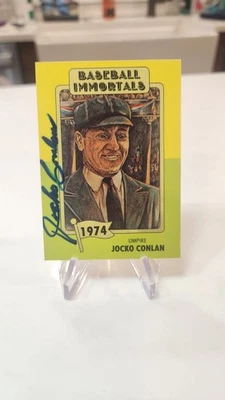 BASEBALL
IMMORTALS
Jocko Conlan
1974
UMPIRE
JOCKO CONLAN